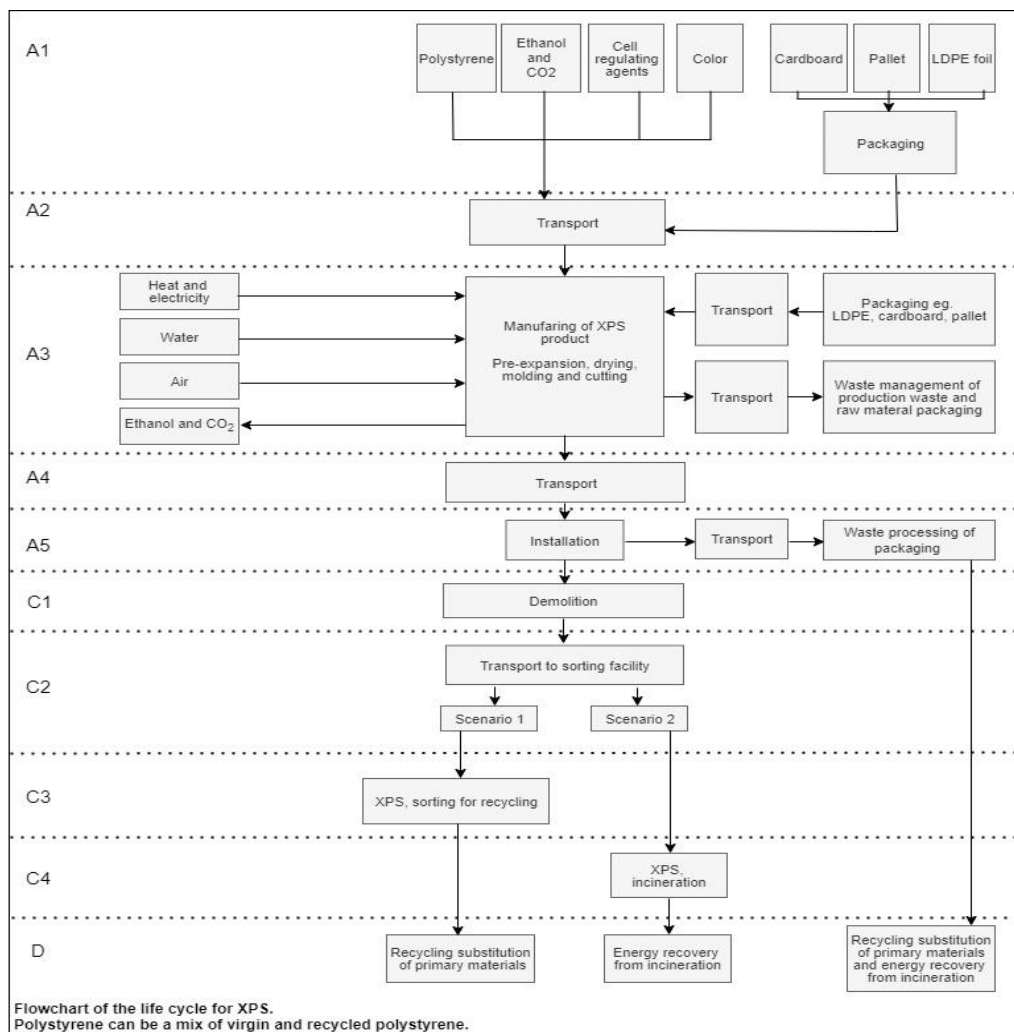 A1
Polystyrene
Ethanol
and
CO2
Cell
regulating
agents
Color
Cardboard
Pallet
LDPE foil
Packaging
A2
Transport
A3
Heat and
electricity
Water
Air
Ethanol and CO₂
Manufaring of XPS
product
Pre-expansion, drying,
molding and cutting
Transport
Packaging eg.
LDPE, cardboard, pallet
Transport
Waste management of
production waste and
raw materal packaging
A4
Transport
A5
Installation
Transport
Waste processing of
packaging
C1
Demolition
C2
Transport to sorting facility
Scenario 1
Scenario 2
C3
XPS, sorting for recycling
C4
XPS,
incineration
D
Recycling substitution
of primary materials
Energy recovery
from incineration
Recycling substitution
of primary materials
and energy recovery
from incineration
Flowchart of the life cycle for XPS.
Polystyrene can be a mix of virgin and recycled polystyrene.